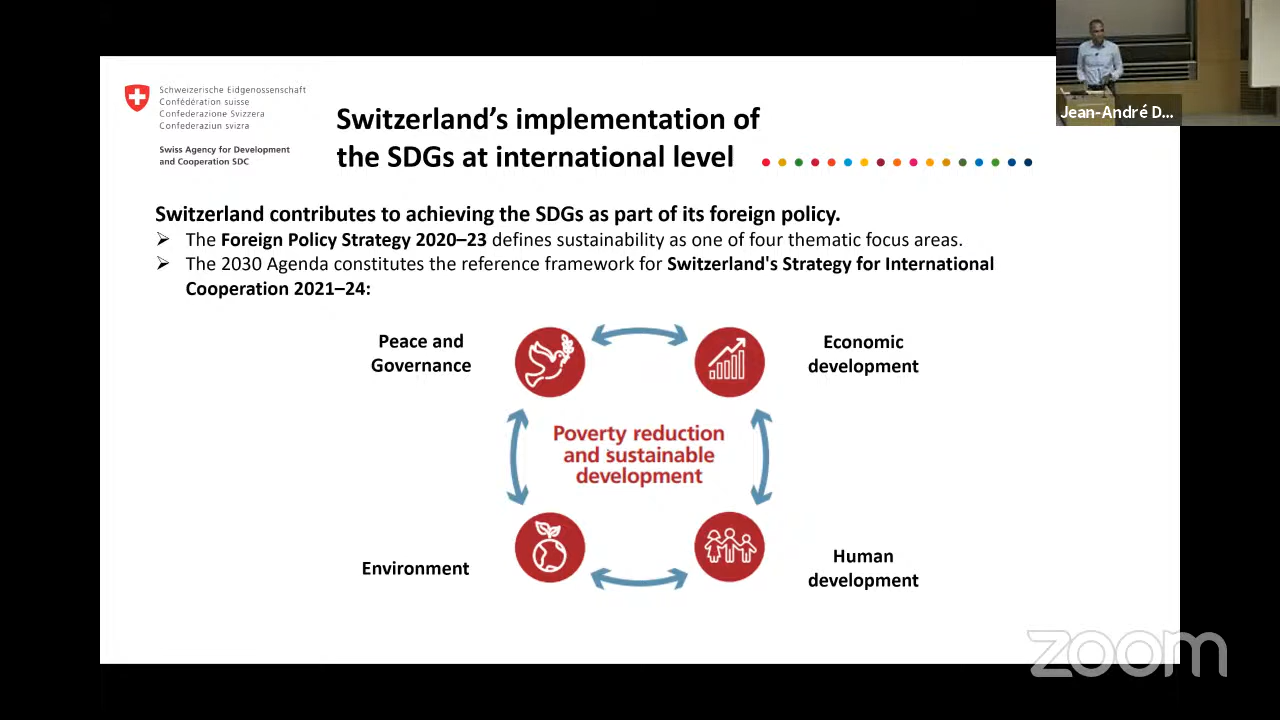 Schweizerische Eidgenossenschaft
Confédération suisse
Confederazione Svizzera
Confederaziun svizra
Swiss Agency for Development
and Cooperation SDC
Switzerland's implementation of
the SDGs at international level
Jean-André D...
Switzerland contributes to achieving the SDGs as part of its foreign policy.
The Foreign Policy Strategy 2020–23 defines sustainability as one of four thematic focus areas.
The 2030 Agenda constitutes the reference framework for Switzerland's Strategy for International
Cooperation 2021–24:
Peace and
Governance
Economic
development
Poverty reduction
and sustainable
development
Environment
Human
development
zoom